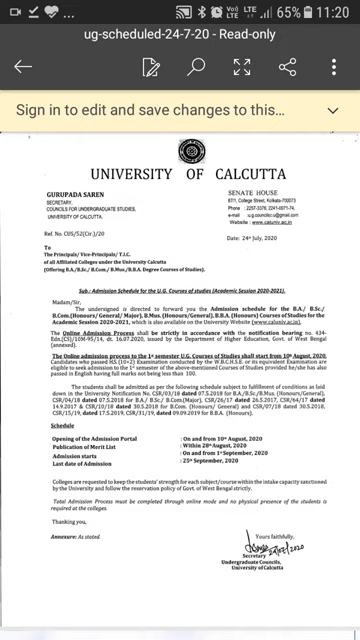 65% 11:20
ug-scheduled-24-7-20 - Read-only
Sign in to edit and save changes to this...
UNIVERSITY OF CALCUTTA
GURUPADA SAREN
SECRETARY,
COUNCILS FOR UNDERGRADUATE STUDIES,
UNIVERSITY OF CALCUTTA.
SENATE HOUSE
87/1, College Street, Kolkata-700073
Phone : 2257-3376, 2241-0071-74,
e-mail : ug.councilsc.u@gmail.com
Website : www.caluniv.ac.in
Ref. No. CUS/52(Cir.)/20
Date: 24th July, 2020
To
The Principals/ Vice-Principals/ T.I.C.
of all Affiliated Colleges under the University Calcutta
(Offering B.A./B.Sc./ B.Com./ B.Mus./ B.B.A. Degree Courses of Studies).
Sub.: Admission Schedule for the U.G. Courses of studies (Academic Session 2020-2021)
Madam/Sir,
The undersigned is directed to forward you the Admission schedule for the B.A./ B.Sc./
B.Com.(Honours/General/ Major), B.Mus.(Honours/General), B.B.A. (Honours) Courses of Studies for the
Academic Session 2020-2021, which is also available on the University Website (www.caluniv.ac.in).
The Online Admission Process shall be strictly in accordance with the notification bearing no. 434-
Edn.(CS)/10M-95/14 dt. 16.07.2020, issued by the Department of Higher Education, Govt. of West Bengal
(annexed).
The Online admission process to the 1st semester U.G. Courses of Studies shall start from 10th August, 2020.
Candidates who passed H.S (10+2) Examination conducted by the W.B.C.H.S.E. or its equivalent Examination are
eligible to seek admission to the 1st semester of the above-mentioned Courses of Studies provided he/she has also
passed in English having full marks not being less than 100.
The students shall be admitted as per the following schedule subject to fulfillment of conditions as laid
down in the University Notification No. CSR/03/18 dated 07.5.2018 for B.A/B.Sc/B.Mus. (Honours/General),
CSR/04/18 dated 07.5.2018 for B.A/ B.Sc/ B.Com.(Major), CSR/26/17 dated 26.5.2017, CSR/64/17 dated
14.9.2017 & CSR/10/18 dated 30.5.2018 for B.Com. (Honours/ General) and CSR/07/18 dated 30.5.2018,
CSR/15/19 dated 17.5.2019, CSR/31/19, dated 09.09.2019 for B.B.A. (Honours).
Schedule
Opening of the Admission Portal : On and from 10th August, 2020
Publication of Merit List : Within 28th August, 2020
Admission starts : On and from 1st September, 2020
Last date of Admission : 25th September, 2020
Colleges are requested to keep the students' strength for each subject/course within the intake capacity sanctioned
by the University and follow the reservation policy of Govt. of West Bengal strictly.
Total Admission Process must be completed through online mode and no physical presence of the students is
required at the colleges.
Thanking you,
Annexure: As stated
Yours faithfully,
24/07/2020
Secretary
Undergraduate Councils,
University of Calcutta